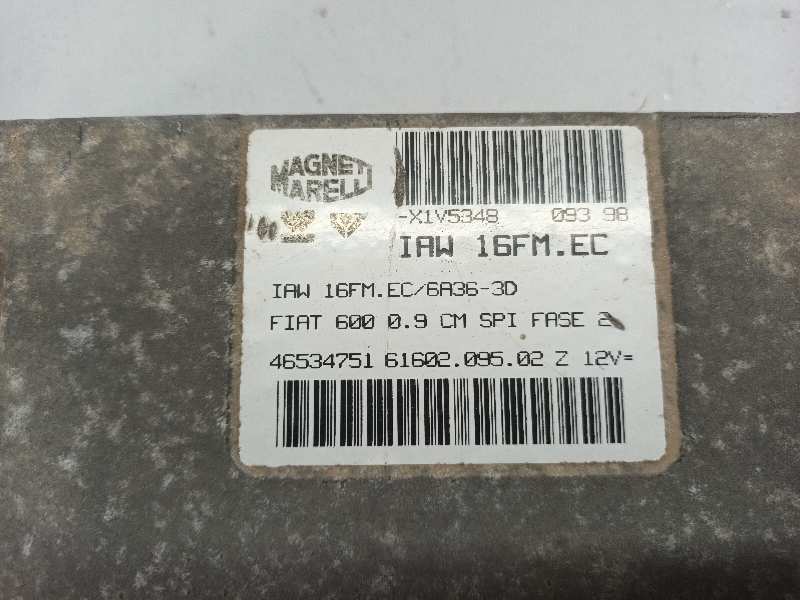 MAGNETI
MARELLI
-X1V5348 093 98
IAW 16FM.EC
IAW 16FM.EC/6A36-3D
FIAT 600 0.9 CM SPI FASE 2
46534751 61602.095.02 Z 12V=